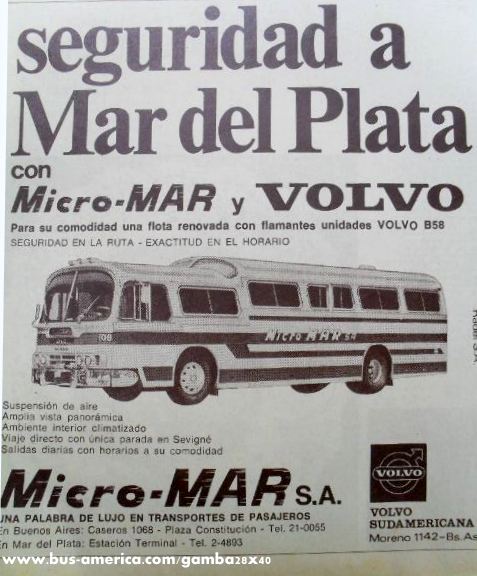 seguridad a
Mar del Plata
con
Micro-MAR y VOLVO
Para su comodidad una flota renovada con flamantes unidades VOLVO B58
SEGURIDAD EN LA RUTA - EXACTITUD EN EL HORARIO
108
MICRO MAR S.A.
Suspensión de aire
Amplia vista panorámica
Ambiente interior climatizado
Viaje directo con única parada en Sevigné
Salidas diarias con horarios a su comodidad
Micro-MAR S.A.
UNA PALABRA DE LUJO EN TRANSPORTES DE PASAJEROS
En Buenos Aires: Caseros 1068 - Plaza Constitución - Tel. 21-0055
En Mar del Plata: Estación Terminal - Tel. 2-4893
VOLVO
VOLVO
SUDAMERICANA
Moreno 1142-Bs.As
www.bus-america.com/gamba28x40